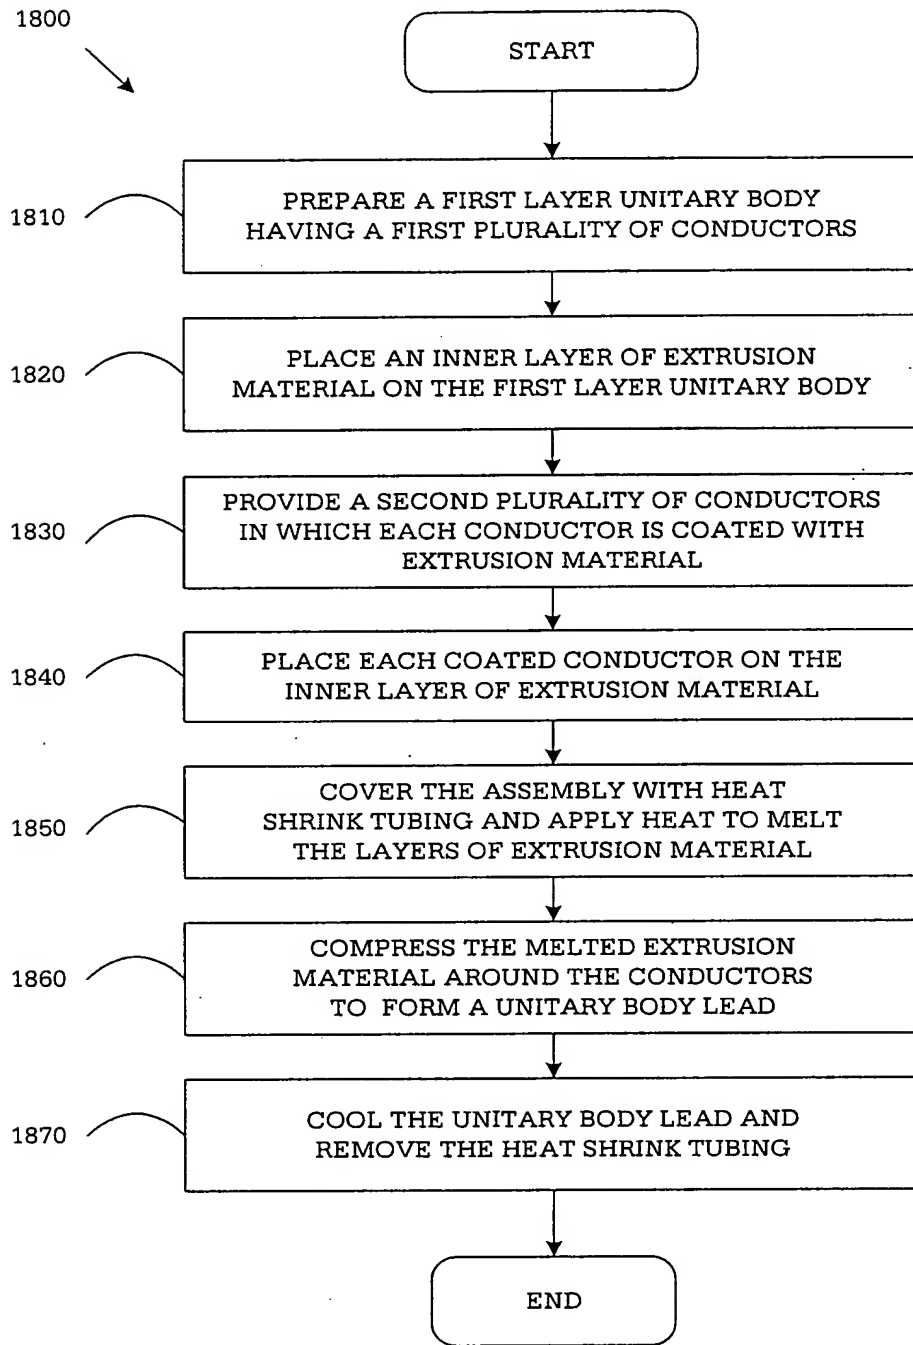 1800
START
1810
PREPARE A FIRST LAYER UNITARY BODY
HAVING A FIRST PLURALITY OF CONDUCTORS
1820
PLACE AN INNER LAYER OF EXTRUSION
MATERIAL ON THE FIRST LAYER UNITARY BODY
1830
PROVIDE A SECOND PLURALITY OF CONDUCTORS
IN WHICH EACH CONDUCTOR IS COATED WITH
EXTRUSION MATERIAL
1840
PLACE EACH COATED CONDUCTOR ON THE
INNER LAYER OF EXTRUSION MATERIAL
1850
COVER THE ASSEMBLY WITH HEAT
SHRINK TUBING AND APPLY HEAT TO MELT
THE LAYERS OF EXTRUSION MATERIAL
1860
COMPRESS THE MELTED EXTRUSION
MATERIAL AROUND THE CONDUCTORS
TO FORM A UNITARY BODY LEAD
1870
COOL THE UNITARY BODY LEAD AND
REMOVE THE HEAT SHRINK TUBING
END